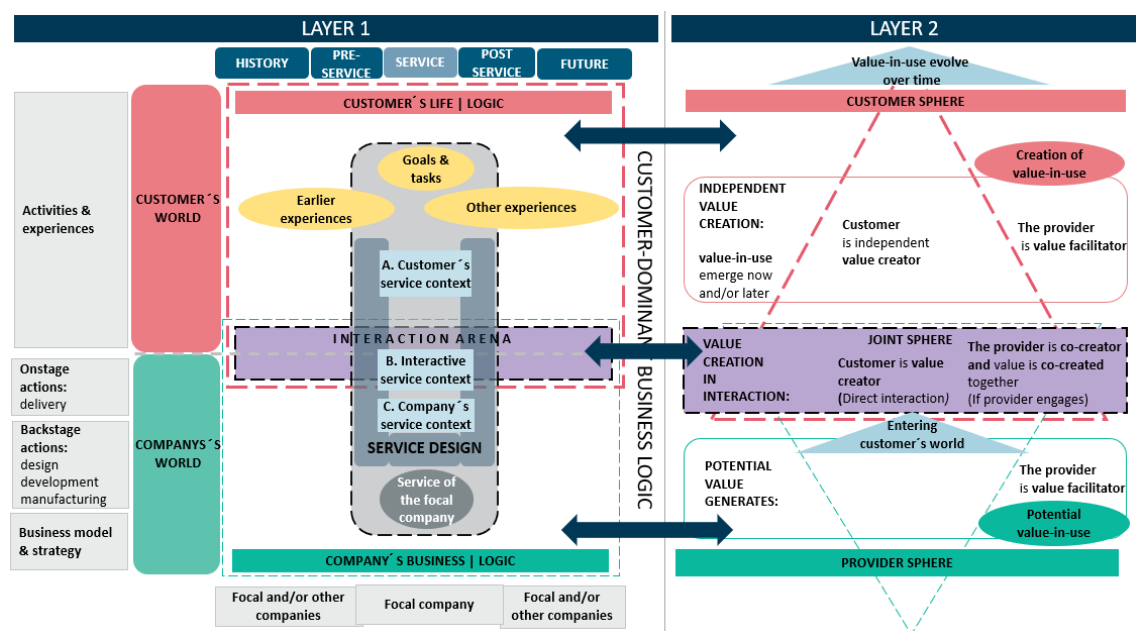 LAYER 1
HISTORY
PRE-
SERVICE
SERVICE
POST
SERVICE
FUTURE
CUSTOMER´S LIFE | LOGIC
Goals &
tasks
Earlier
experiences
Other experiences
Activities &
experiences
CUSTOMER´S
WORLD
A. Customer´s
service context
INTERACTION ARENA
B. Interactive
service context
C. Company´s
service context
SERVICE DESIGN
Service of
the focal
company
Onstage
actions:
delivery
Backstage
actions:
design
development
manufacturing
Business model
& strategy
COMPANYS´S
WORLD
COMPANY´S BUSINESS | LOGIC
Focal and/or other
companies
Focal company
Focal and/or
other companies
CUSTOMER-DOMINANT BUSINESS LOGIC
LAYER 2
Value-in-use evolve
over time
CUSTOMER SPHERE
Creation of
value-in-use
INDEPENDENT
VALUE
CREATION:
value-in-use
emerge now
and/or later
Customer
is independent
value creator
The provider
is value facilitator
VALUE
CREATION
IN
INTERACTION:
JOINT SPHERE
Customer is value
creator
(Direct interaction)
The provider is co-creator
and value is co-created
together
(If provider engages)
Entering
customer´s world
POTENTIAL
VALUE
GENERATES:
The provider
is value facilitator
Potential
value-in-use
PROVIDER SPHERE